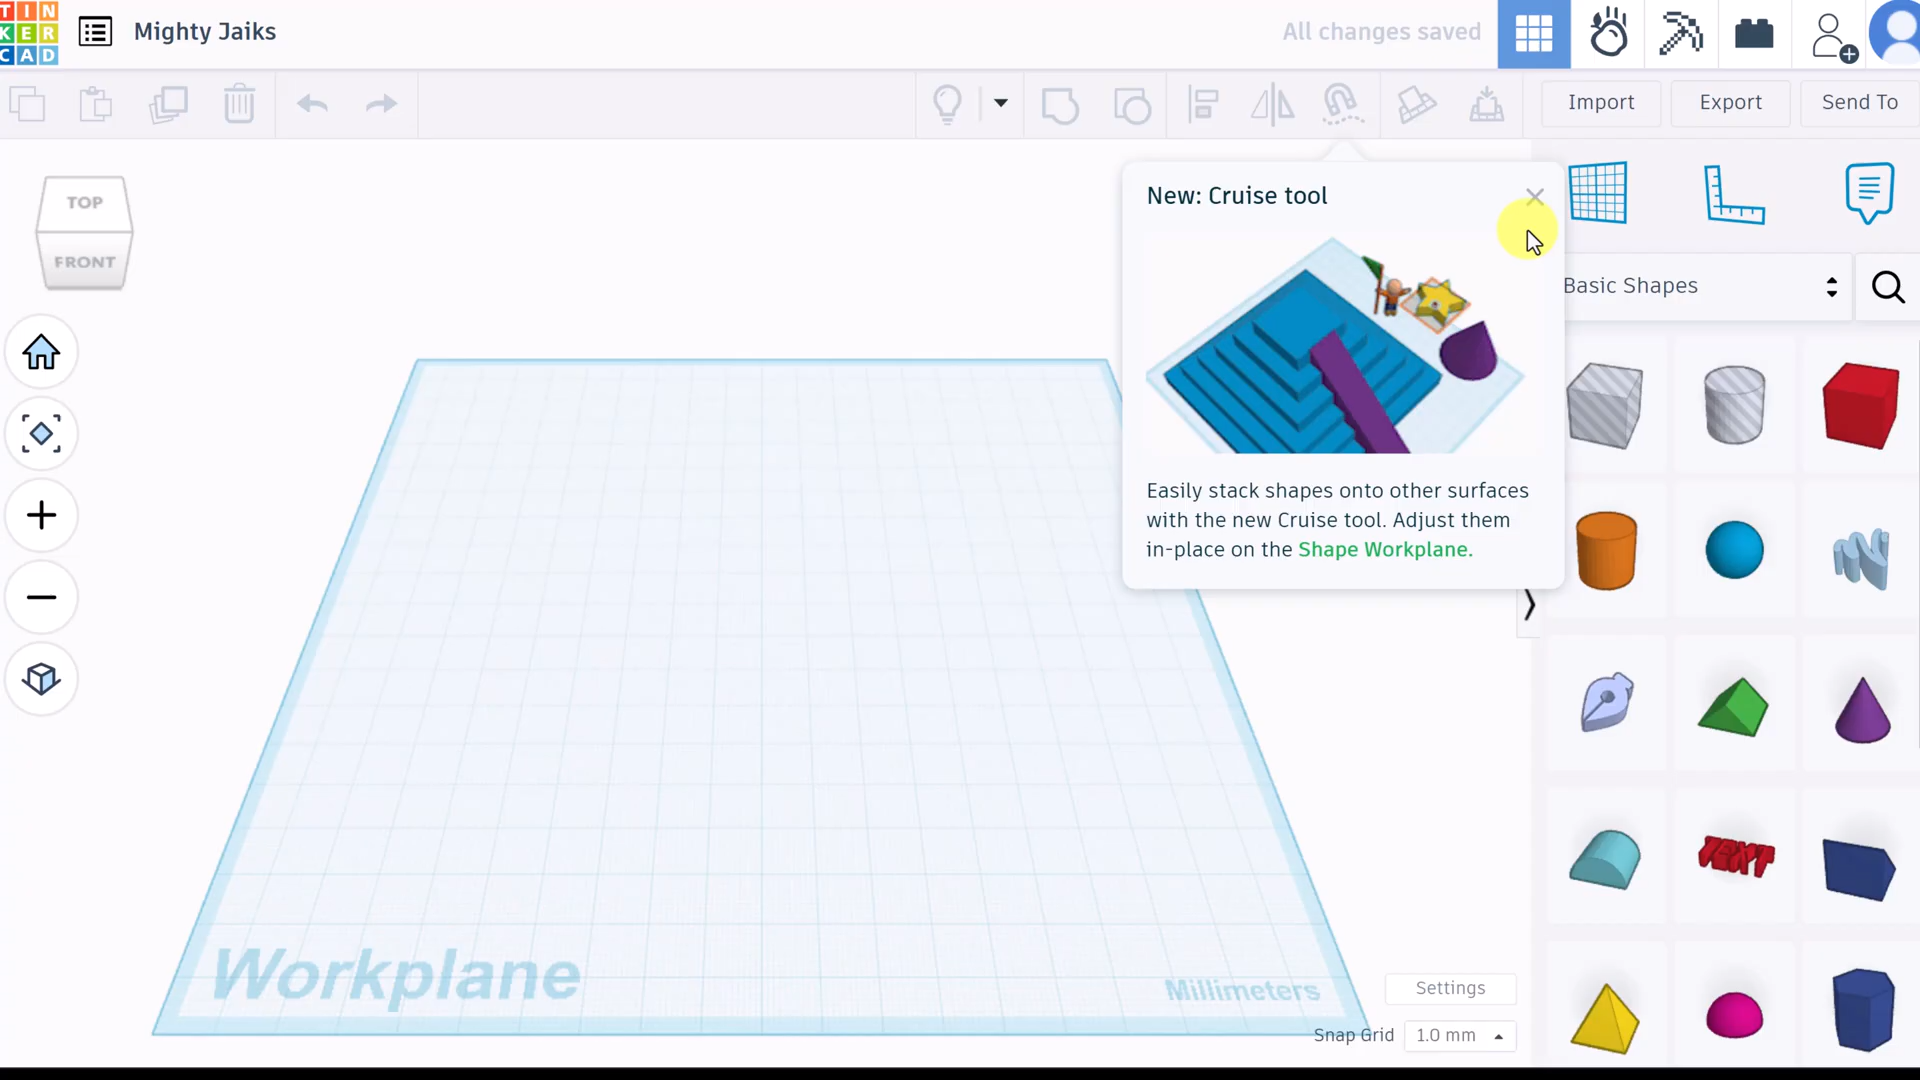 TIN
KER
CAD
Mighty Jaiks
All changes saved
Import
Export
Send To
TOP
FRONT
New: Cruise tool
Easily stack shapes onto other surfaces
with the new Cruise tool. Adjust them
in-place on the Shape Workplane.
Basic Shapes
TEXT
Workplane
Millimeters
Settings
Snap Grid
1.0 mm